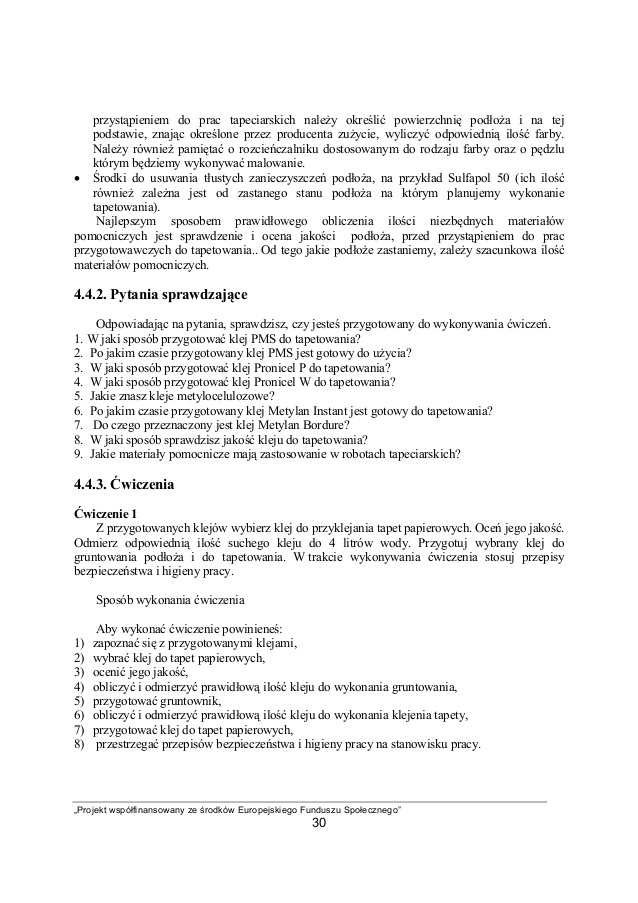 przystąpieniem do prac tapeciarskich należy określić powierzchnię podłoża i na tej
podstawie, znając określone przez producenta zużycie, wyliczyć odpowiednią ilość farby.
Należy również pamiętać o rozcieńczalniku dostosowanym do rodzaju farby oraz o pędzlu
którym będziemy wykonywać malowanie.
• Środki do usuwania tłustych zanieczyszczeń podłoża, na przykład Sulfapol 50 (ich ilość
również zależna jest od zastanego stanu podłoża na którym planujemy wykonanie
tapetowania).
Najlepszym sposobem prawidłowego obliczenia ilości niezbędnych materiałów
pomocniczych jest sprawdzenie i ocena jakości podłoża, przed przystąpieniem do prac
przygotowawczych do tapetowania.. Od tego jakie podłoże zastaniemy, zależy szacunkowa ilość
materiałów pomocniczych.
4.4.2. Pytania sprawdzające
Odpowiadając na pytania, sprawdzisz, czy jesteś przygotowany do wykonywania ćwiczeń.
1. W jaki sposób przygotować klej PMS do tapetowania?
2. Po jakim czasie przygotowany klej PMS jest gotowy do użycia?
3. W jaki sposób przygotować klej Pronicel P do tapetowania?
4. W jaki sposób przygotować klej Pronicel W do tapetowania?
5. Jakie znasz kleje metylocelulozowe?
6. Po jakim czasie przygotowany klej Metylan Instant jest gotowy do tapetowania?
7. Do czego przeznaczony jest klej Metylan Bordure?
8. W jaki sposób sprawdzisz jakość kleju do tapetowania?
9. Jakie materiały pomocnicze mają zastosowanie w robotach tapeciarskich?
4.4.3. Ćwiczenia
Ćwiczenie 1
Z przygotowanych klejów wybierz klej do przyklejania tapet papierowych. Oceń jego jakość.
Odmierz odpowiednią ilość suchego kleju do 4 litrów wody. Przygotuj wybrany klej do
gruntowania podłoża i do tapetowania. W trakcie wykonywania ćwiczenia stosuj przepisy
bezpieczeństwa i higieny pracy.
Sposób wykonania ćwiczenia
Aby wykonać ćwiczenie powinieneś:
1) zapoznać się z przygotowanymi klejami,
2) wybrać klej do tapet papierowych,
3) ocenić jego jakość,
4) obliczyć i odmierzyć prawidłową ilość kleju do wykonania gruntowania,
5) przygotować gruntownik,
6) obliczyć i odmierzyć prawidłową ilość kleju do wykonania klejenia tapety,
7) przygotować klej do tapet papierowych,
8) przestrzegać przepisów bezpieczeństwa i higieny pracy na stanowisku pracy.
„Projekt współfinansowany ze środków Europejskiego Funduszu Społecznego”
30